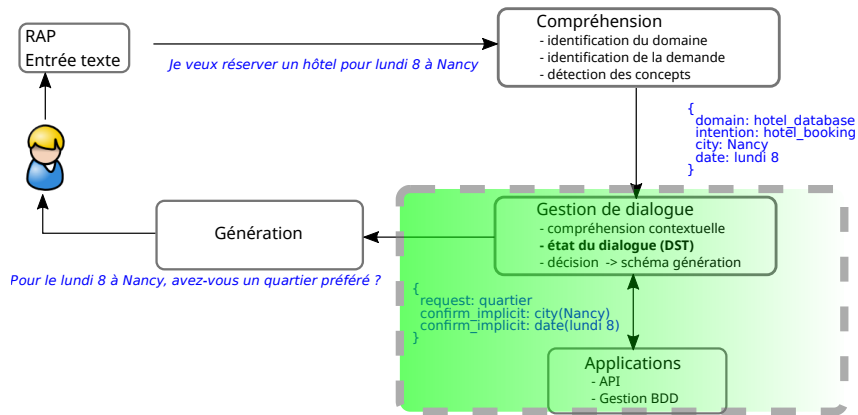 RAP
Entrée texte
Je veux réserver un hôtel pour lundi 8 à Nancy
Compréhension
- identification du domaine
- identification de la demande
- détection des concepts
{
domain: hotel_database
intention: hotel_booking
city: Nancy
date: lundi 8
}
Gestion de dialogue
- compréhension contextuelle
- état du dialogue (DST)
- décision -> schéma génération
Génération
Pour le lundi 8 à Nancy, avez-vous un quartier préféré ?
{
request: quartier
confirm_implicit: city(Nancy)
confirm_implicit: date(lundi 8)
}
Applications
- API
- Gestion BDD